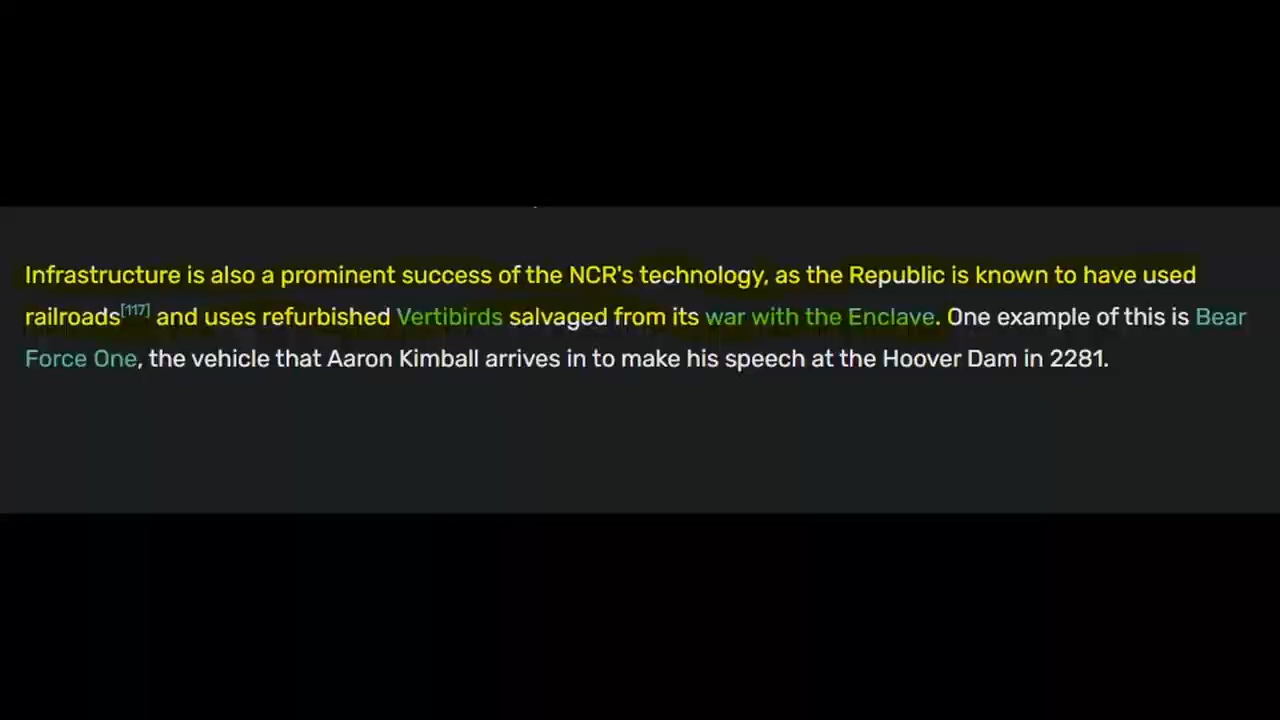 Infrastructure is also a prominent success of the NCR's technology, as the Republic is known to have used
railroads[117] and uses refurbished Vertibirds salvaged from its war with the Enclave. One example of this is Bear
Force One, the vehicle that Aaron Kimball arrives in to make his speech at the Hoover Dam in 2281.